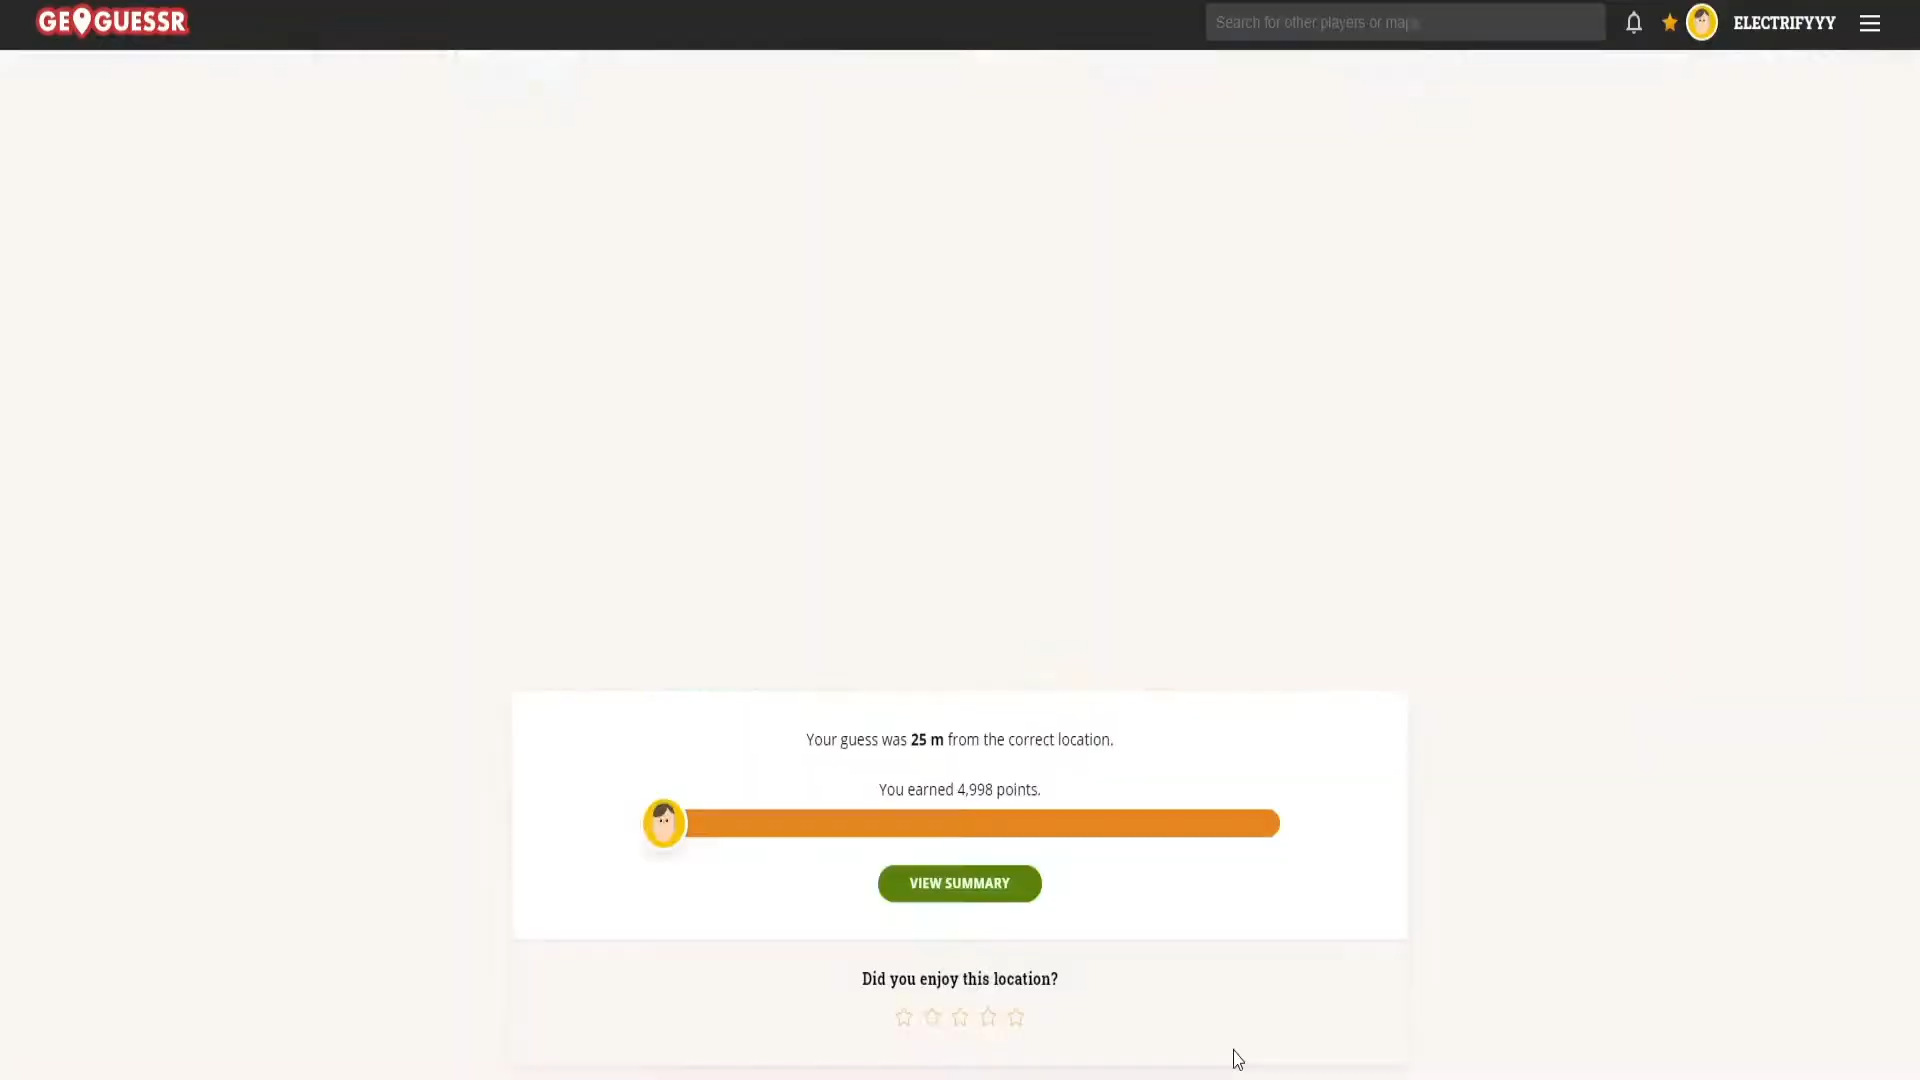 GEOGUESSR
Search for other players or maps
ELECTRIFYYY
Your guess was 25 m from the correct location.
You earned 4,998 points.
VIEW SUMMARY
Did you enjoy this location?